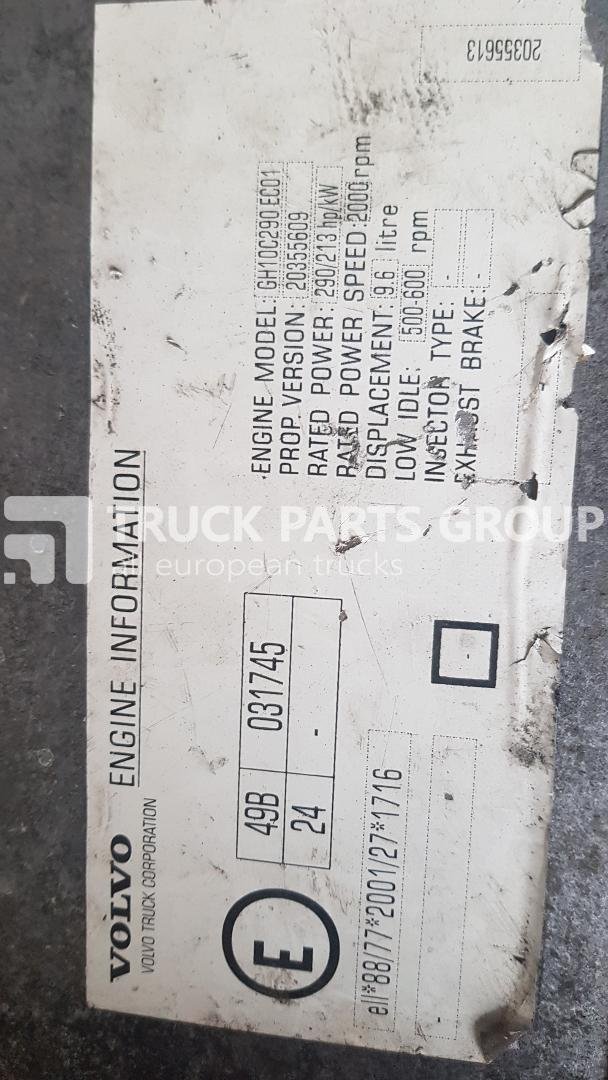 VOLVO
VOLVO TRUCK CORPORATION
ENGINE INFORMATION
E
49B 031745
24 -
ell*88/77*2001/27*1716
-
-
ENGINE MODEL: GH10C290 EC01
PROP. VERSION: 20355609
RATED POWER: 290/213 hp/kW
RATED POWER/SPEED: 2000 rpm
DISPLACEMENT: 9.6 litre
LOW IDLE: 500-600 rpm
INSECTOR TYPE: -
EXHAUST BRAKE: -
20355613
TRUCK PARTS GROUP
all european trucks